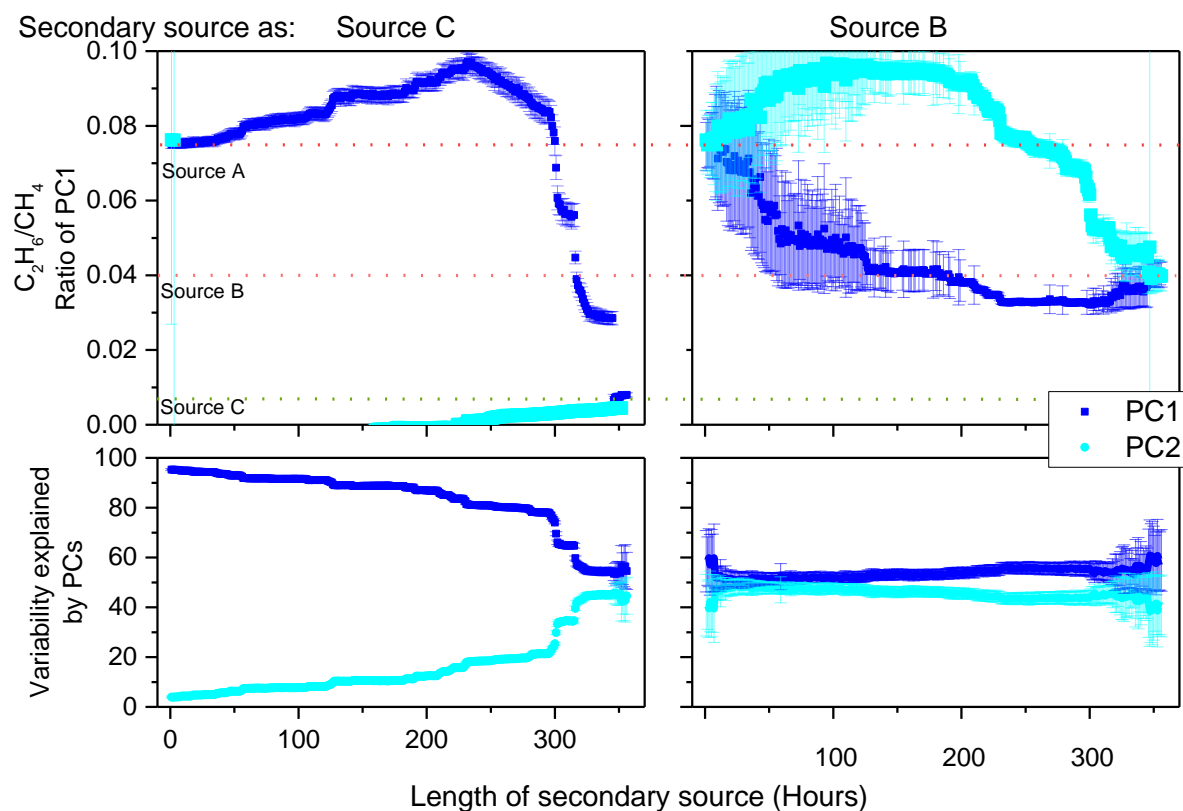 Secondary source as: Source C Source B
0.10
0.08
0.06
0.04
0.02
0.00
C2H6/CH4
Ratio of PC1
Source A
Source B
Source C
PC1
PC2
100
80
60
40
20
0
Variability explained
by PCs
0 100 200 300 100 200 300
Length of secondary source (Hours)